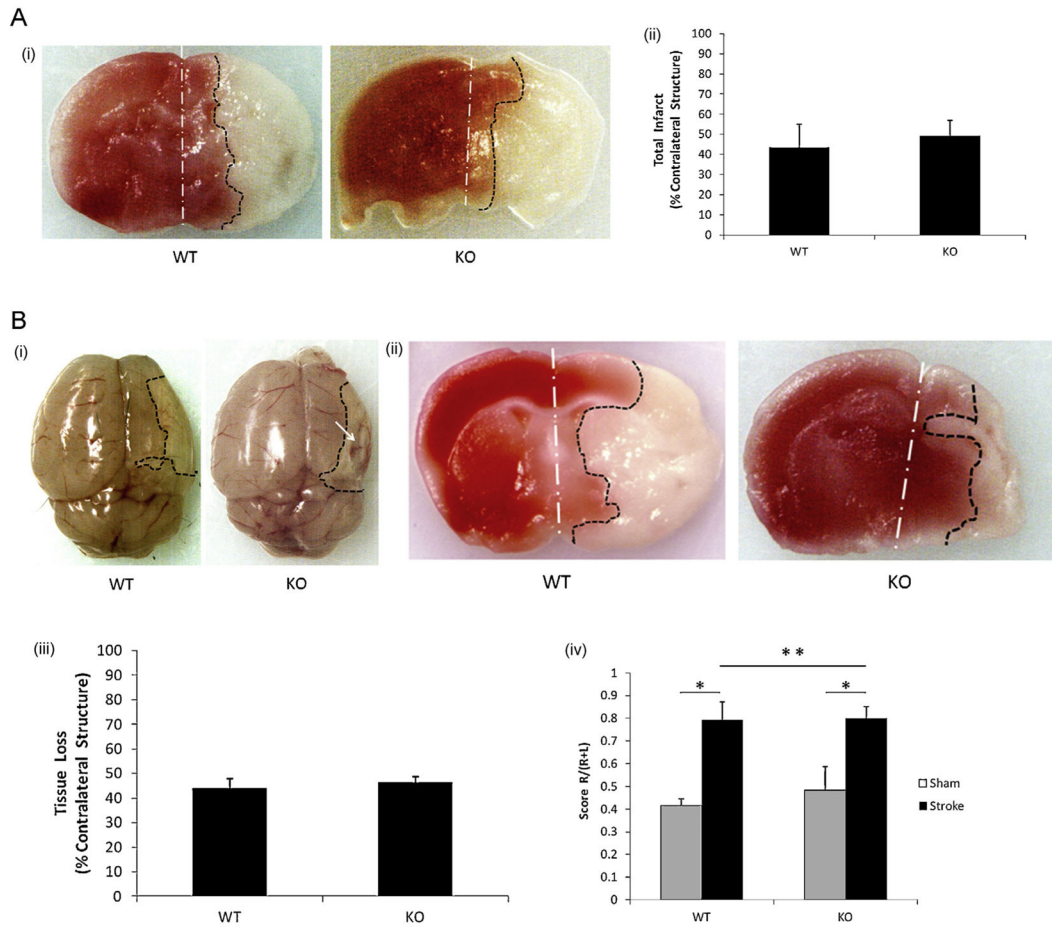 A
(i)
WT
KO
(ii)
Total Infarct
(% Contralateral Structure)
100
90
80
70
60
50
40
30
20
10
0
WT
KO
B
(i)
WT
KO
(ii)
WT
KO
(iii)
Tissue Loss
(% Contralateral Structure)
100
90
80
70
60
50
40
30
20
10
0
WT
KO
(iv)
Score R/(R+L)
1
0.9
0.8
0.7
0.6
0.5
0.4
0.3
0.2
0.1
0
* *
*
*
WT
KO
Sham
Stroke